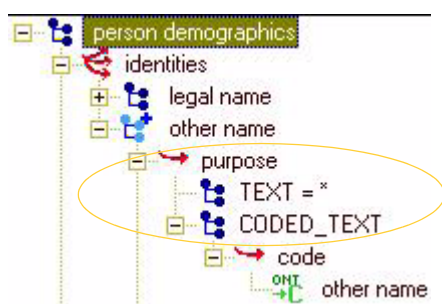 person demographics
identities
legal name
other name
purpose
TEXT = *
CODED_TEXT
code
ONT
C other name